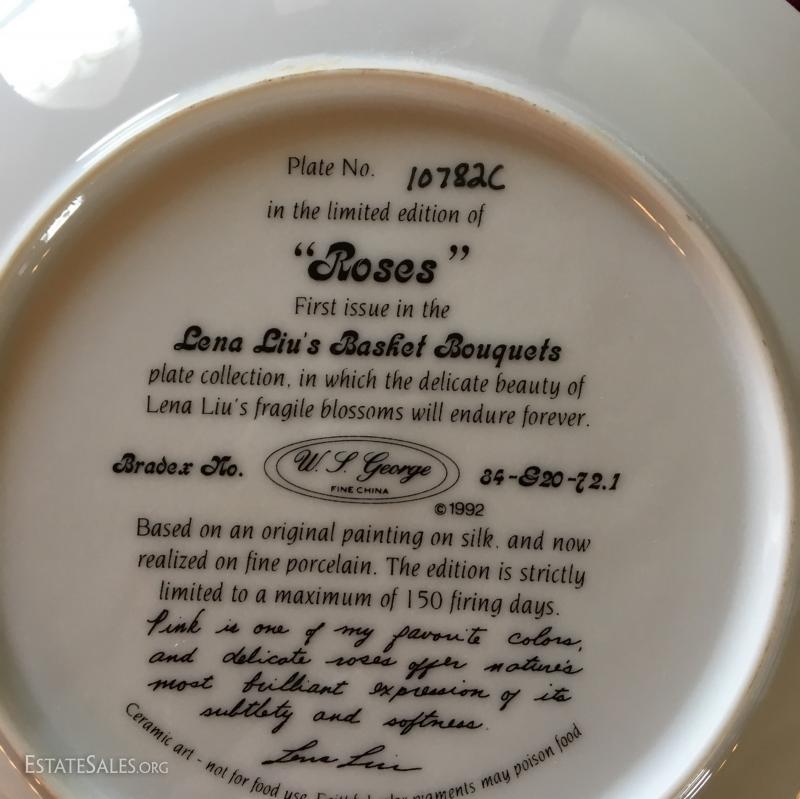 Plate No. 10782C
in the limited edition of
"Roses"
First issue in the
Lena Liu's Basket Bouquets
plate collection, in which the delicate beauty of
Lena Liu's fragile blossoms will endure forever.
Bradex No. W. S. George 84-G20-72.1
FINE CHINA
©1992
Based on an original painting on silk, and now
realized on fine porcelain. The edition is strictly
limited to a maximum of 150 firing days.
Pink is one of my favorite colors,
and delicate roses offer nature's
most brilliant expression of its
subtlety and softness.
Lena Liu
Ceramic art - not for food use. pigments may poison food
ESTATESALES.ORG